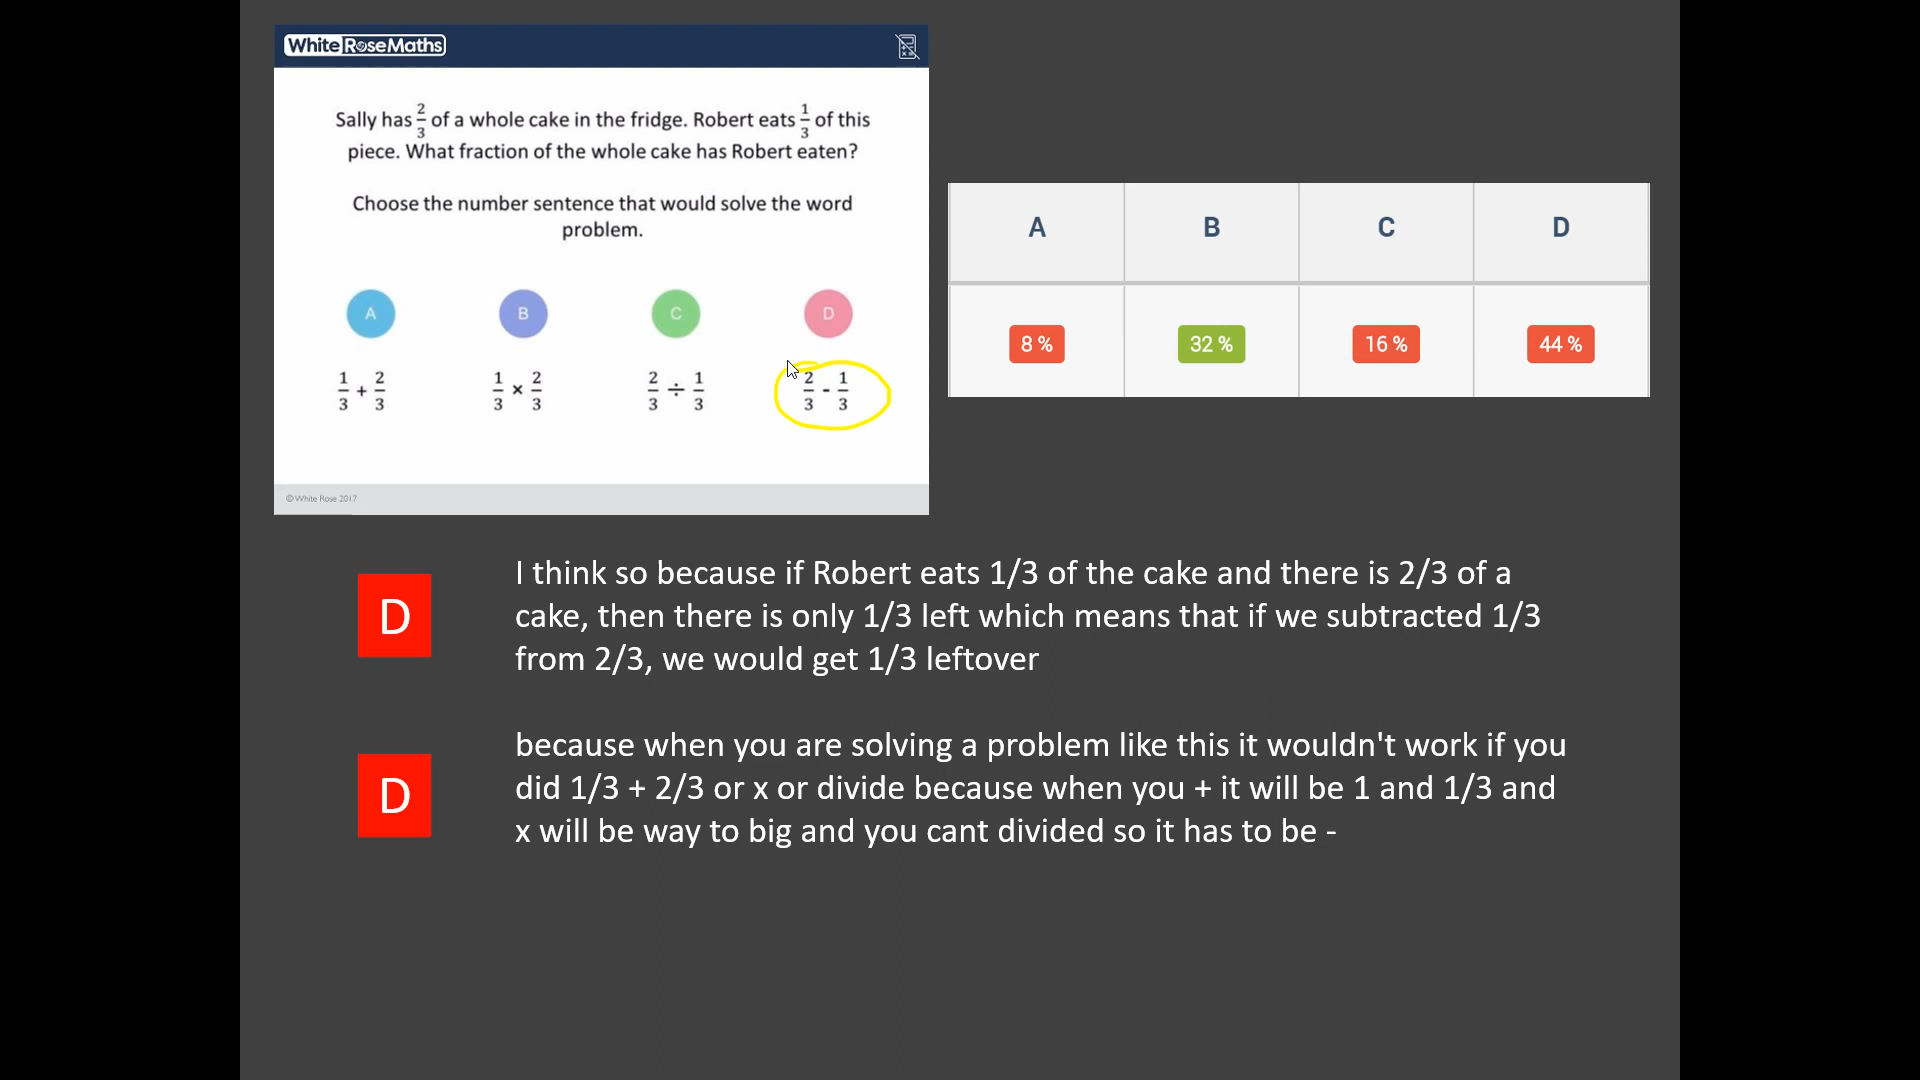 White Rose Maths
Sally has 2/3 of a whole cake in the fridge. Robert eats 1/3 of this
piece. What fraction of the whole cake has Robert eaten?
Choose the number sentence that would solve the word
problem.
A B C D
1/3 + 2/3 1/3 × 2/3 2/3 ÷ 1/3 2/3 - 1/3
© White Rose 2017
A B C D
8 % 32 % 16 % 44 %
D
I think so because if Robert eats 1/3 of the cake and there is 2/3 of a
cake, then there is only 1/3 left which means that if we subtracted 1/3
from 2/3, we would get 1/3 leftover
D
because when you are solving a problem like this it wouldn't work if you
did 1/3 + 2/3 or x or divide because when you + it will be 1 and 1/3 and
x will be way to big and you cant divided so it has to be -